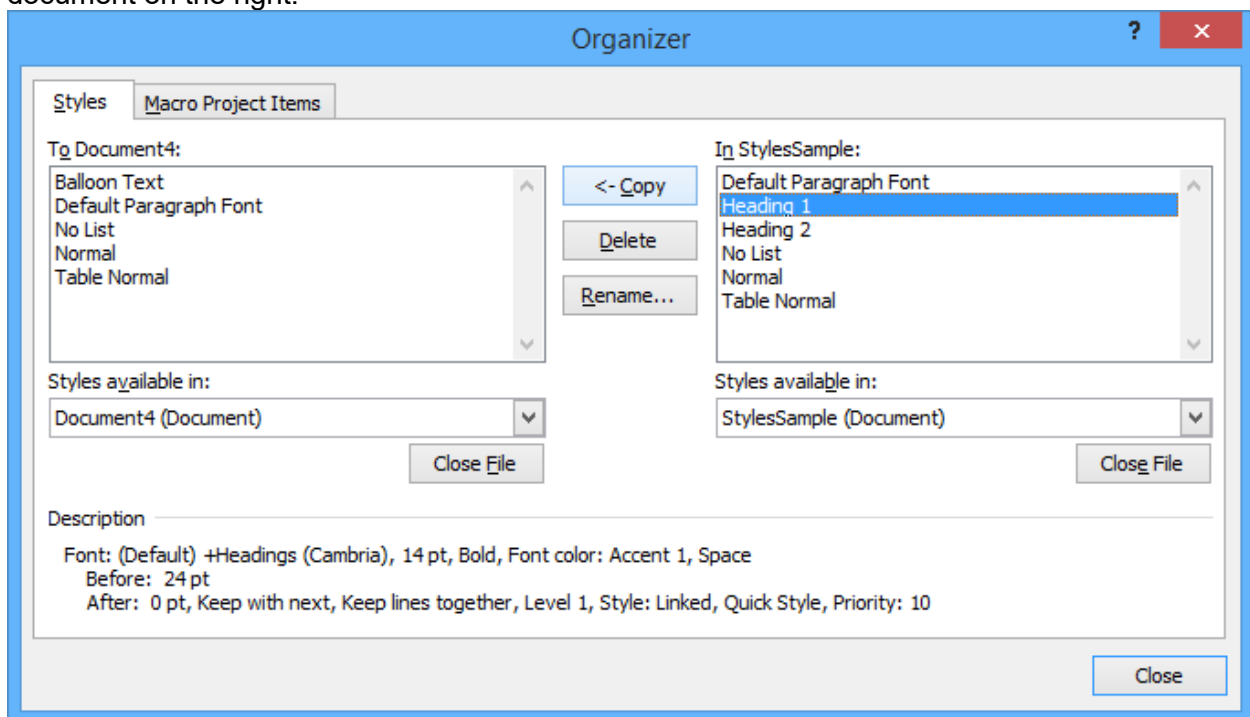 document on the right.
Organizer
?
Styles Macro Project Items
To Document4:
Balloon Text
Default Paragraph Font
No List
Normal
Table Normal
<- Copy
Delete
Rename...
In StylesSample:
Default Paragraph Font
Heading 1
Heading 2
No List
Normal
Table Normal
Styles available in:
Document4 (Document)
Close File
Styles available in:
StylesSample (Document)
Close File
Description
Font: (Default) +Headings (Cambria), 14 pt, Bold, Font color: Accent 1, Space
Before: 24 pt
After: 0 pt, Keep with next, Keep lines together, Level 1, Style: Linked, Quick Style, Priority: 10
Close